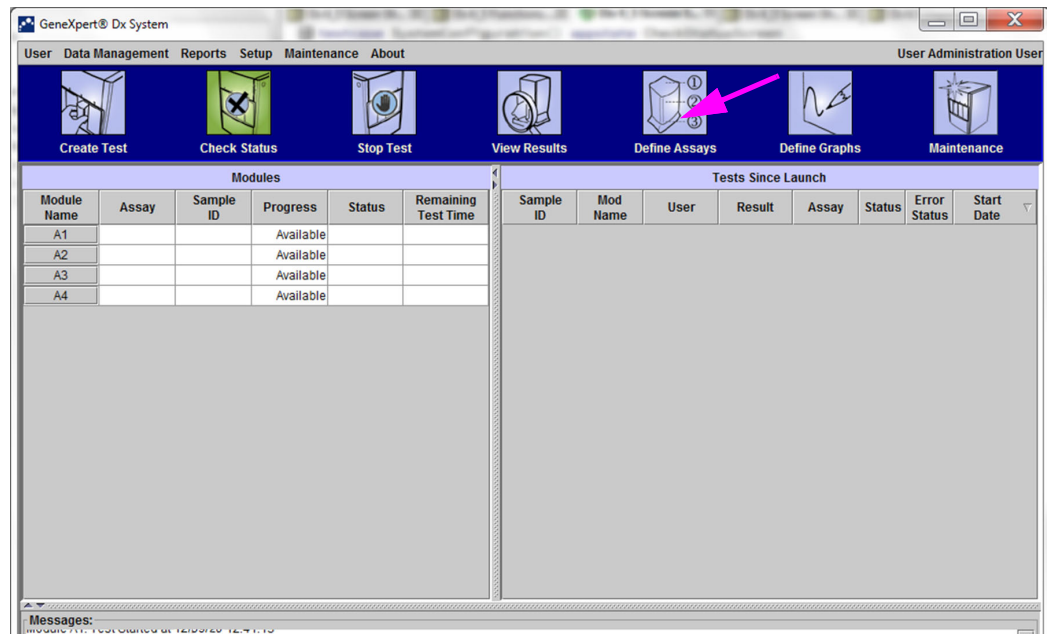 GeneXpert® Dx System
User Data Management Reports Setup Maintenance About User Administration User
① ② ③
Create Test Check Status Stop Test View Results Define Assays Define Graphs Maintenance
Modules
Tests Since Launch
Module Name Assay Sample ID Progress Status Remaining Test Time
Sample ID Mod Name User Result Assay Status Error Status Start Date
A1 Available
A2 Available
A3 Available
A4 Available
Messages: